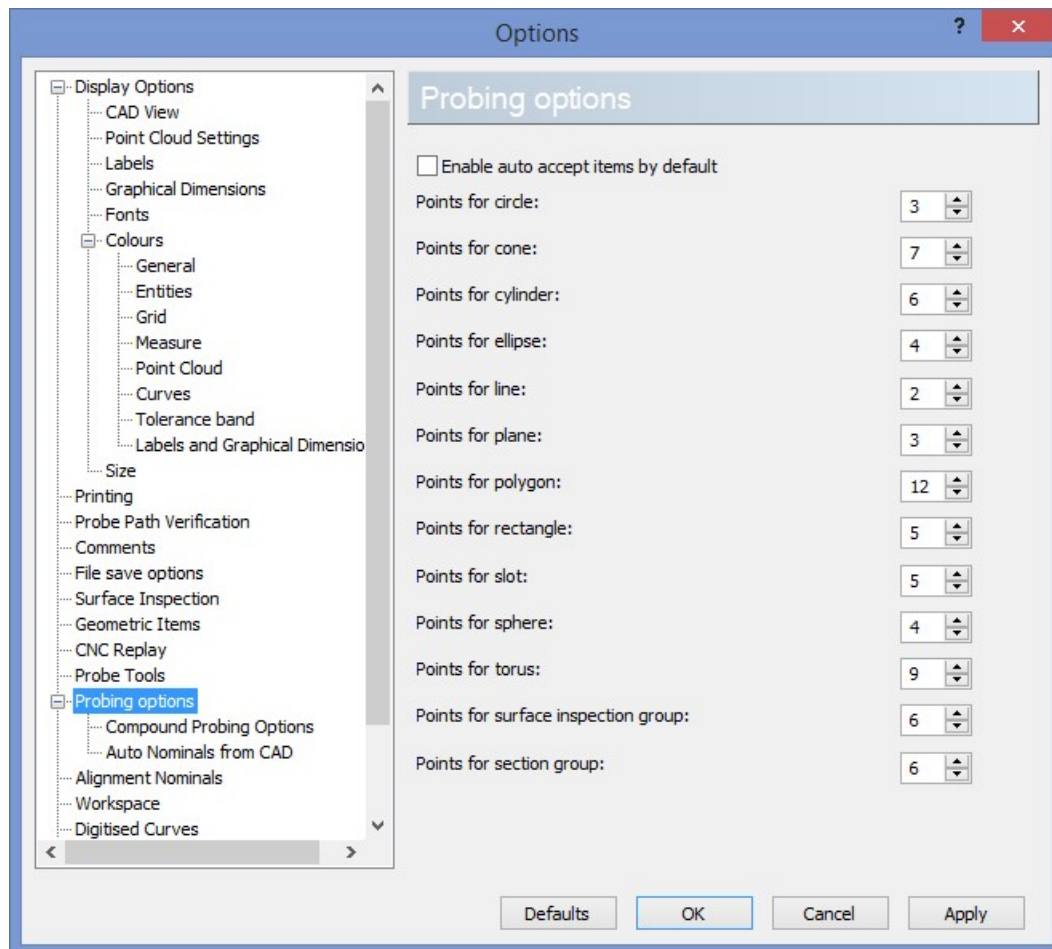 Options
?
×
Display Options
CAD View
Point Cloud Settings
Labels
Graphical Dimensions
Fonts
Colours
General
Entities
Grid
Measure
Point Cloud
Curves
Tolerance band
Labels and Graphical Dimensio
Size
Printing
Probe Path Verification
Comments
File save options
Surface Inspection
Geometric Items
CNC Replay
Probe Tools
Probing options
Compound Probing Options
Auto Nominals from CAD
Alignment Nominals
Workspace
Digitised Curves
Probing options
Enable auto accept items by default
Points for circle: 3
Points for cone: 7
Points for cylinder: 6
Points for ellipse: 4
Points for line: 2
Points for plane: 3
Points for polygon: 12
Points for rectangle: 5
Points for slot: 5
Points for sphere: 4
Points for torus: 9
Points for surface inspection group: 6
Points for section group: 6
Defaults OK Cancel Apply